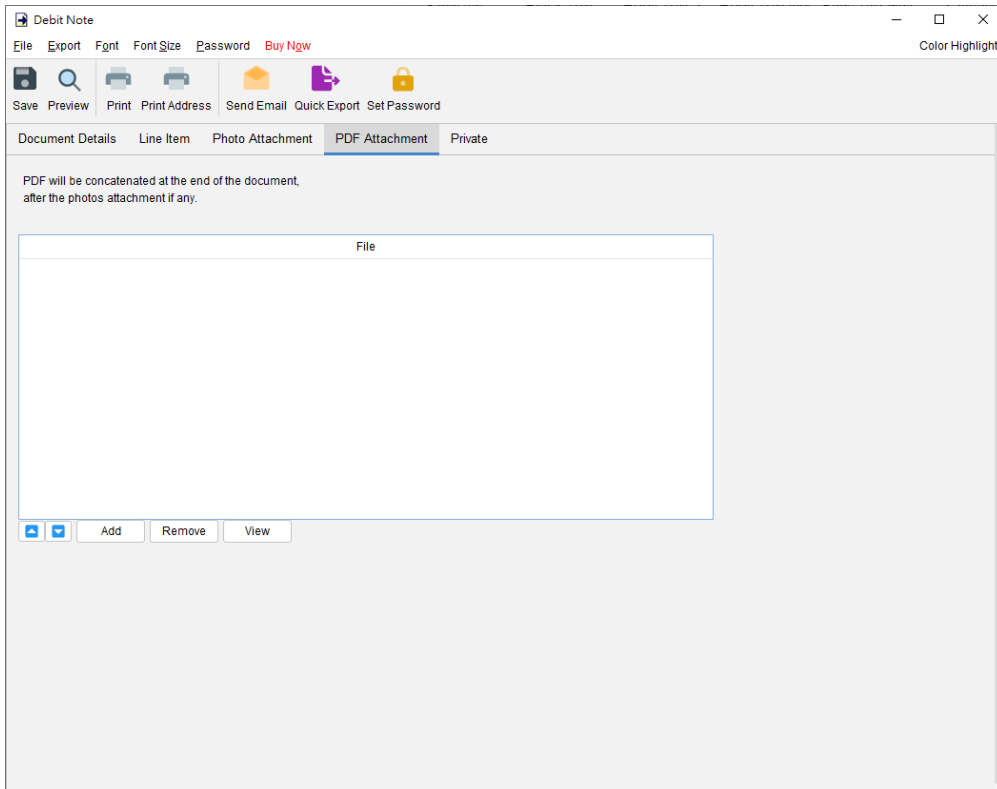 Debit Note
File Export Font Font Size Password Buy Now Color Highlight
Save Preview Print Print Address Send Email Quick Export Set Password
Document Details Line Item Photo Attachment PDF Attachment Private
PDF will be concatenated at the end of the document,
after the photos attachment if any.
File
Add Remove View